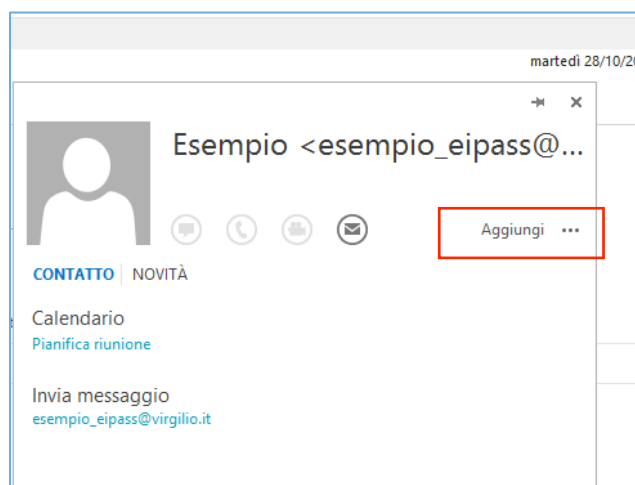 martedì 28/10/20
Esempio <esempio_eipass@...
Aggiungi ...
CONTATTO NOVITÀ
Calendario
Pianifica riunione
Invia messaggio
esempio_eipass@virgilio.it